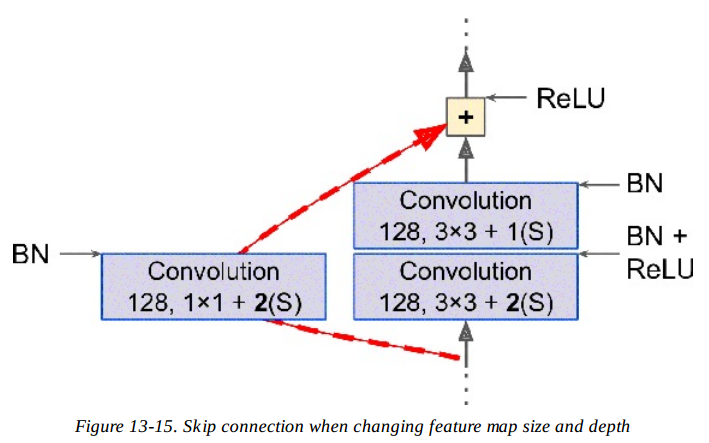 ReLU
+
BN
Convolution
128, 3×3 + 1(S)
BN +
ReLU
BN
Convolution
128, 1×1 + 2(S)
Convolution
128, 3×3 + 2(S)
Figure 13-15. Skip connection when changing feature map size and depth